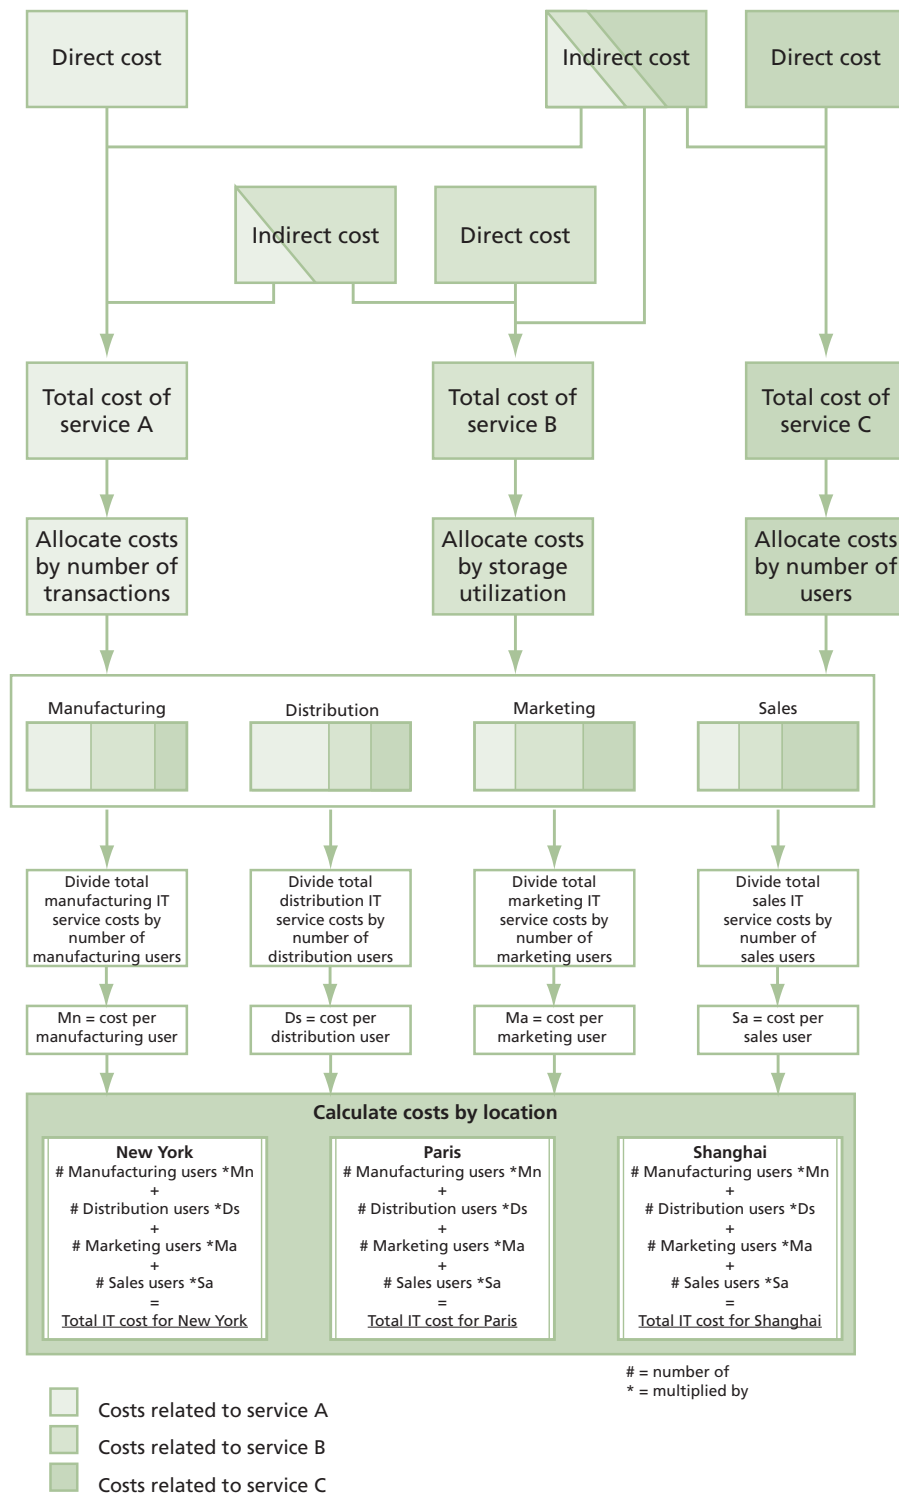 Direct cost
Indirect cost
Direct cost
Indirect cost
Direct cost
Total cost of
service A
Total cost of
service B
Total cost of
service C
Allocate costs
by number of
transactions
Allocate costs
by storage
utilization
Allocate costs
by number of
users
Manufacturing
Distribution
Marketing
Sales
Divide total
manufacturing IT
service costs by
number of
manufacturing users
Divide total
distribution IT
service costs by
number of
distribution users
Divide total
marketing IT
service costs by
number of
marketing users
Divide total
sales IT
service costs by
number of
sales users
Mn = cost per
manufacturing user
Ds = cost per
distribution user
Ma = cost per
marketing user
Sa = cost per
sales user
Calculate costs by location
New York
# Manufacturing users *Mn
+
# Distribution users *Ds
+
# Marketing users *Ma
+
# Sales users *Sa
=
Total IT cost for New York
Paris
# Manufacturing users *Mn
+
# Distribution users *Ds
+
# Marketing users *Ma
+
# Sales users *Sa
=
Total IT cost for Paris
Shanghai
# Manufacturing users *Mn
+
# Distribution users *Ds
+
# Marketing users *Ma
+
# Sales users *Sa
=
Total IT cost for Shanghai
# = number of
* = multiplied by
Costs related to service A
Costs related to service B
Costs related to service C